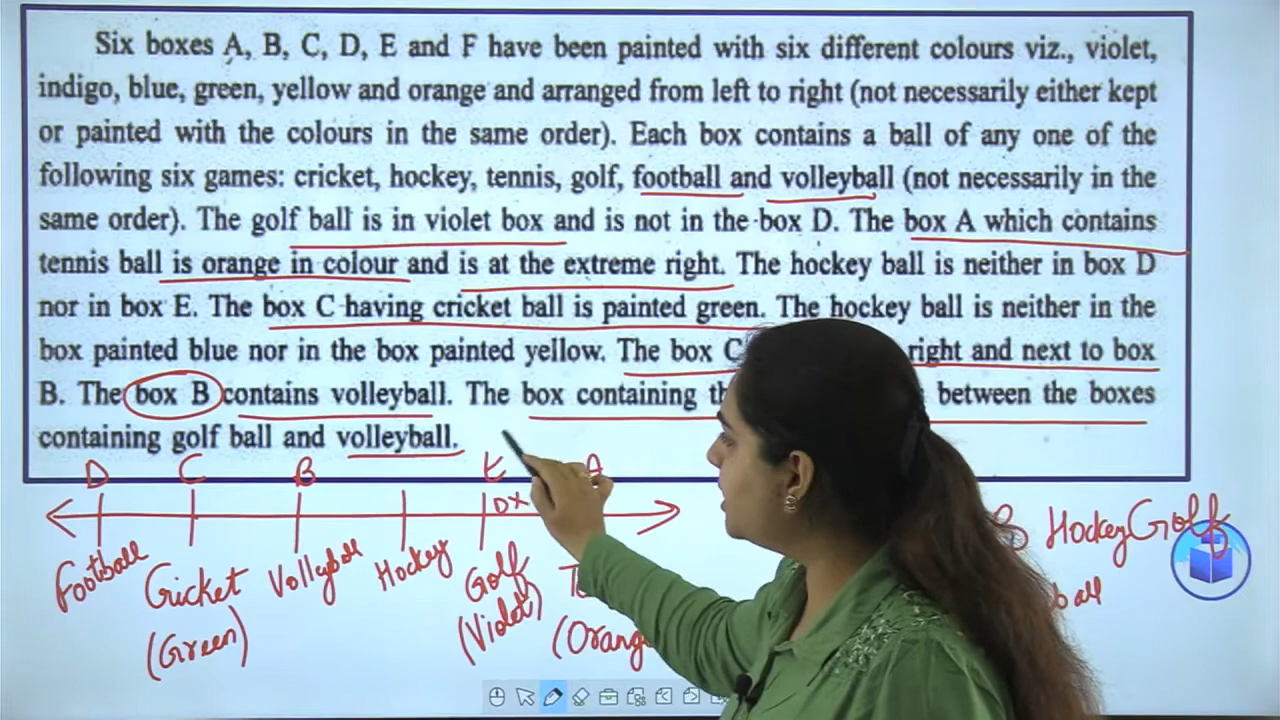 Six boxes A, B, C, D, E and F have been painted with six different colours viz., violet,
indigo, blue, green, yellow and orange and arranged from left to right (not necessarily either kept
or painted with the colours in the same order). Each box contains a ball of any one of the
following six games: cricket, hockey, tennis, golf, football and volleyball (not necessarily in the
same order). The golf ball is in violet box and is not in the box D. The box A which contains
tennis ball is orange in colour and is at the extreme right. The hockey ball is neither in box D
nor in box E. The box C having cricket ball is painted green. The hockey ball is neither in the
box painted blue nor in the box painted yellow. The box C right and next to box
B. The box B contains volleyball. The box containing between the boxes
containing golf ball and volleyball.
D C B E A
DX
Football Cricket Volleyball Hockey Golf
(Green) (Violet) (Orang
B Hockey Golf
ball